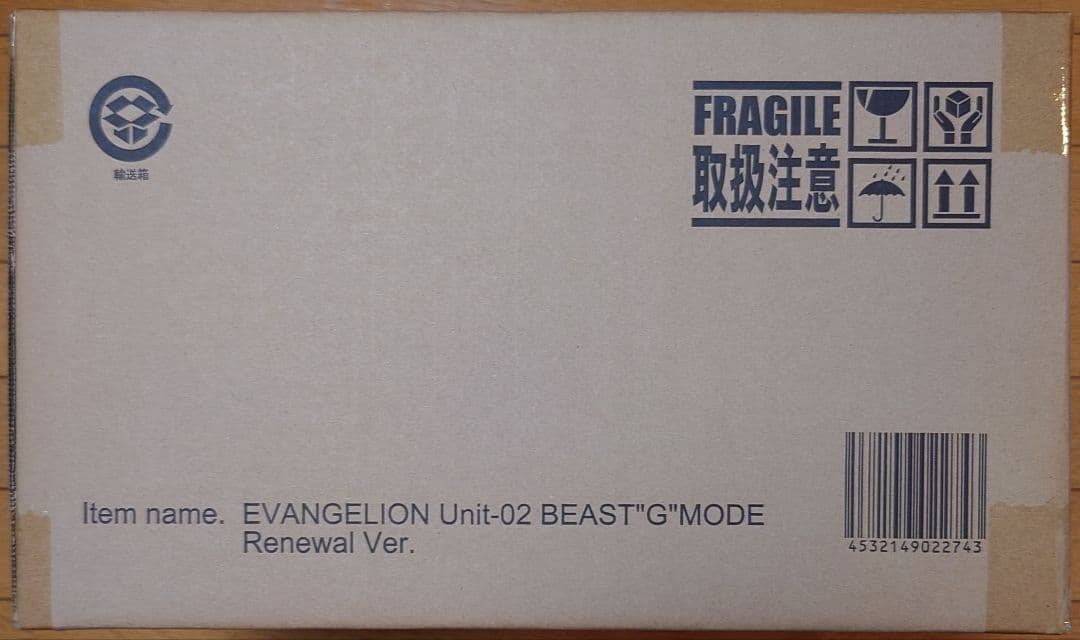 輸送箱
FRAGILE
取扱注意
Item name. EVANGELION Unit-02 BEAST"G"MODE
Renewal Ver.
4532149022743